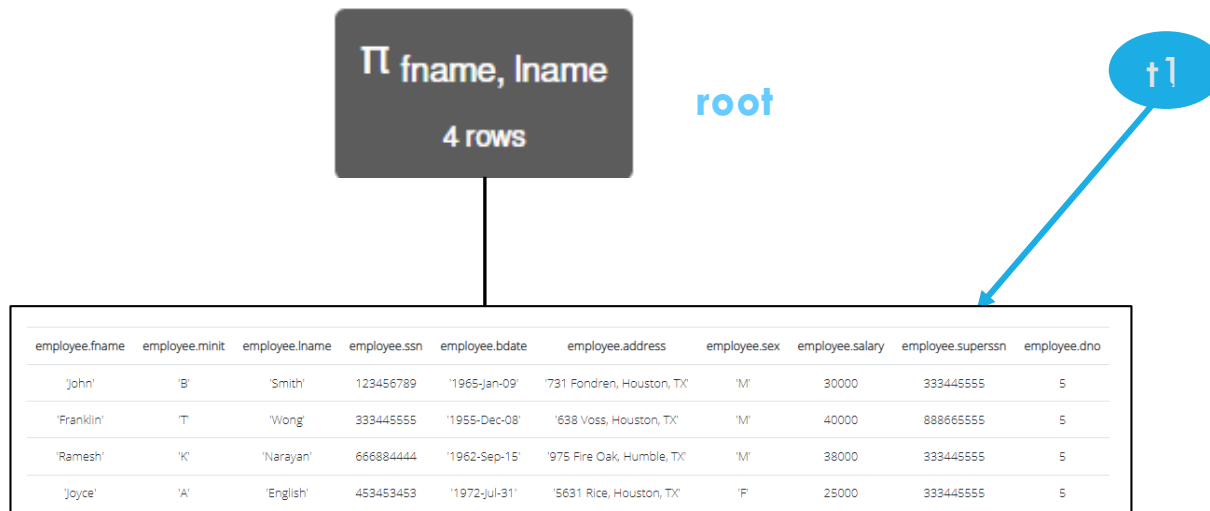 π fname, lname
4 rows
root
t1
employee.fname employee.minit employee.lname employee.ssn employee.bdate employee.address employee.sex employee.salary employee.superssn employee.dno
'John' 'B' 'Smith' 123456789 '1965-Jan-09' '731 Fondren, Houston, TX' 'M' 30000 333445555 5
'Franklin' 'T' 'Wong' 333445555 '1955-Dec-08' '638 Voss, Houston, TX' 'M' 40000 888665555 5
'Ramesh' 'K' 'Narayan' 666884444 '1962-Sep-15' '975 Fire Oak, Humble, TX' 'M' 38000 333445555 5
'Joyce' 'A' 'English' 453453453 '1972-Jul-31' '5631 Rice, Houston, TX' 'F' 25000 333445555 5